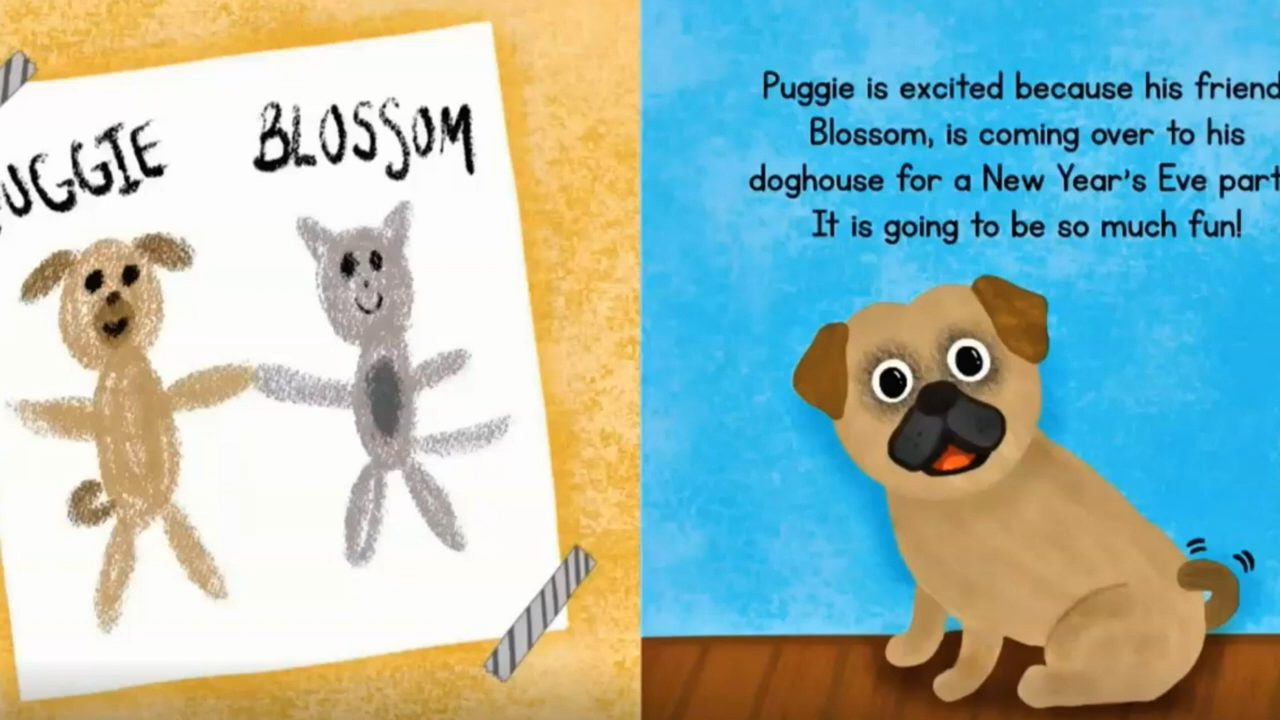 UGGIE BLOSSOM
Puggie is excited because his friend
Blossom, is coming over to his
doghouse for a New Year's Eve part
It is going to be so much fun!